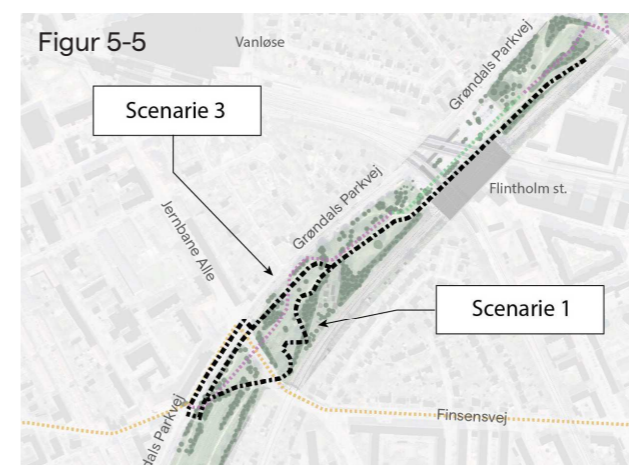 Figur 5-5
Vanløse
Grøndals Parkvej
Scenarie 3
Flintholm st.
Grøndals Parkvej
Jernbane Alle
Scenarie 1
Finsensvej
dals Parkvej